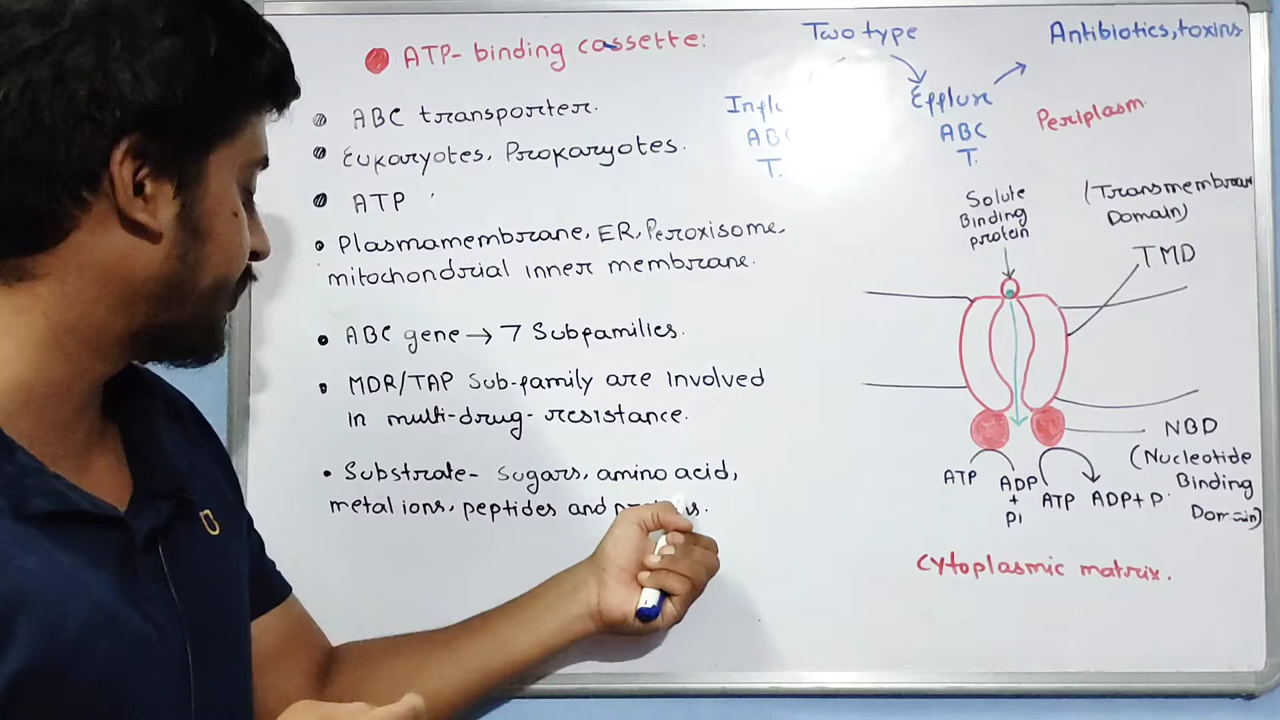 ATP-binding cassette:
ABC transporter.
Eukaryotes, Prokaryotes.
ATP
Plasmamembrane, ER, Peroxisome,
mitochondrial inner membrane.
ABC gene → 7 Subfamilies.
MDR/TAP Sub-family are involved
in multi-drug-resistance.
Substrate- Sugars, amino acid,
metal ions, peptides and
Two type
Antibiotics, toxins
Efflux
ABC
T.
T.
Periplasm.
Solute
Binding
protein
(Transmembrane
Domain)
TMD
NBD
(Nucleotide
Binding
Domain)
ATP
ADP
+
Pi
ATP
ADP+P
Cytoplasmic matrix.